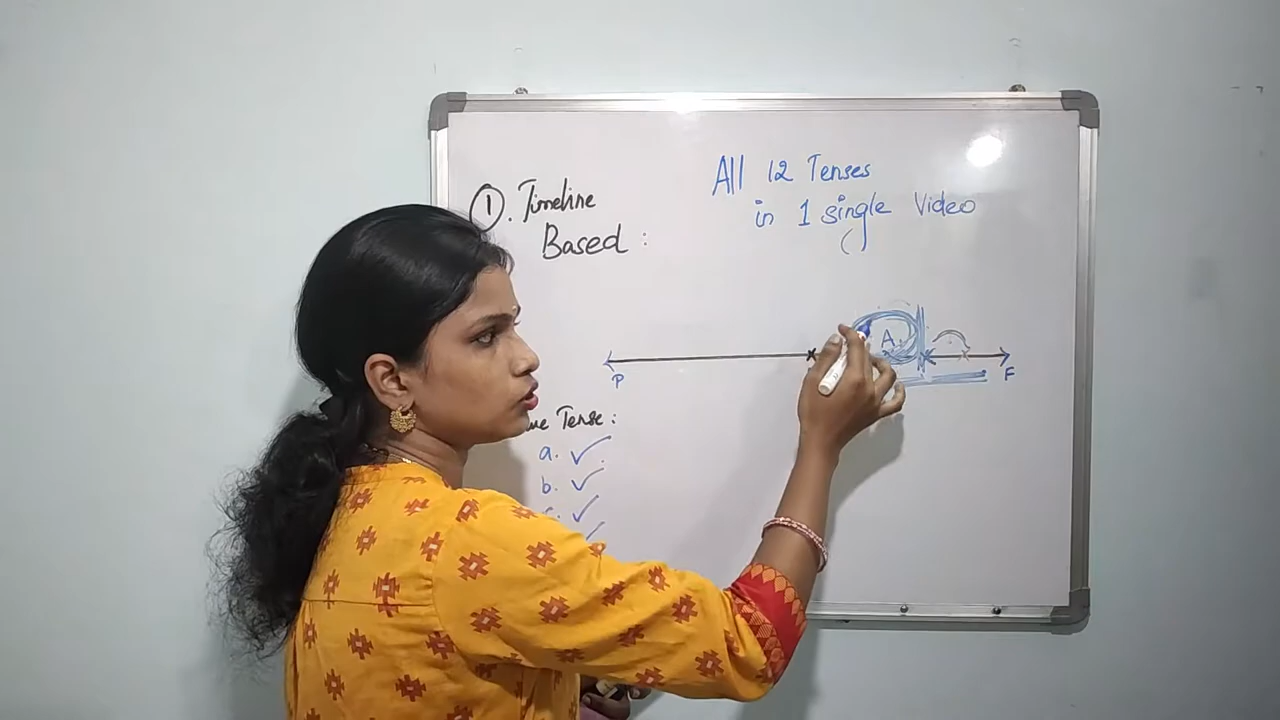 All 12 Tenses
in 1 single Video
1. Timeline
Based:
A.
P
F
Tense:
a. ✓
b. ✓
✓